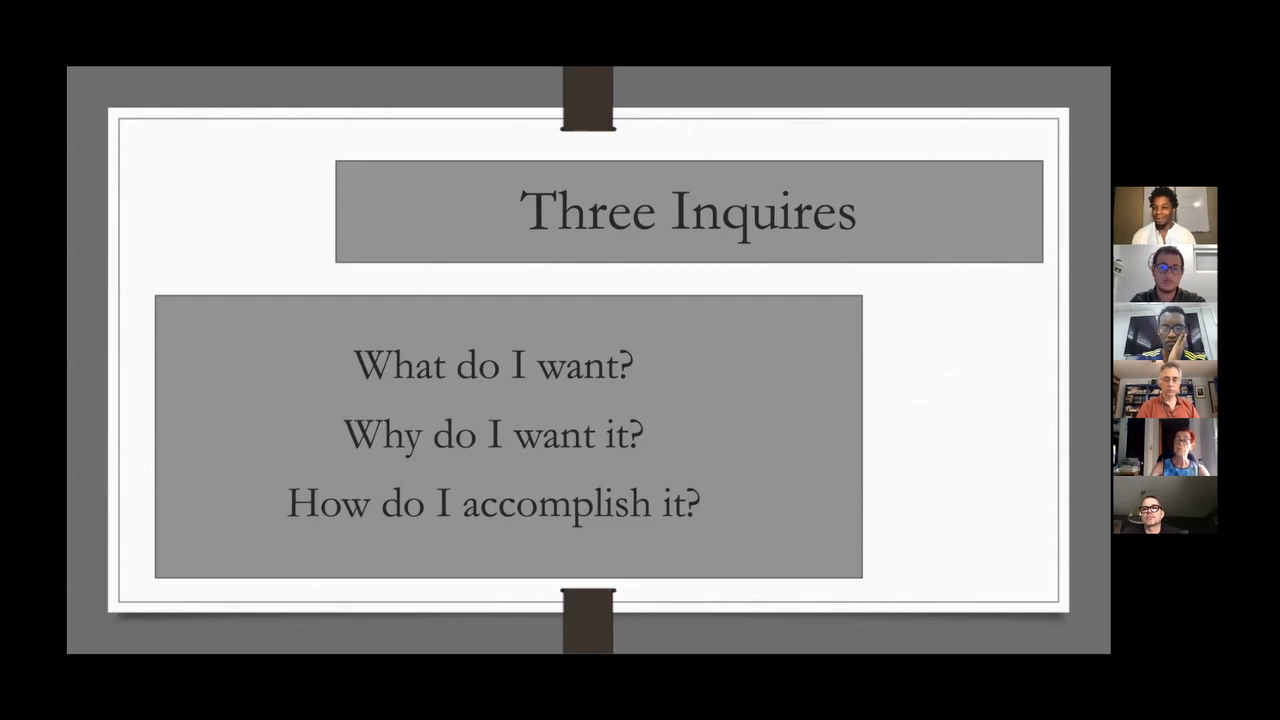 Three Inquires
What do I want?
Why do I want it?
How do I accomplish it?